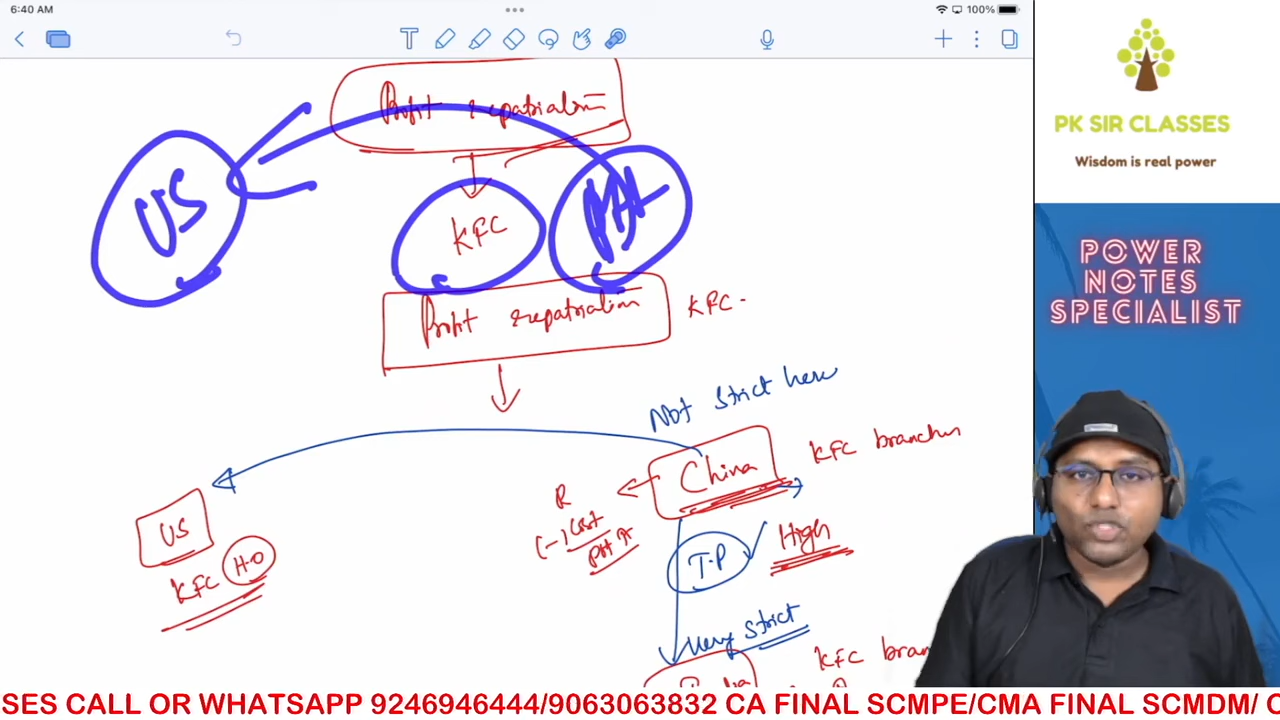 6:40 AM
100%
Profit repatriation
US
KFC
Profit repatriation
KFC -
Not strict here
China
KFC branches
US
KFC H.O
R
(-) Cost
T.P
High
Very strict
KFC bran
PK SIR CLASSES
Wisdom is real power
POWER
NOTES
SPECIALIST
SES CALL OR WHATSAPP 9246946444/9063063832 CA FINAL SCMPE/CMA FINAL SCMDM/ C